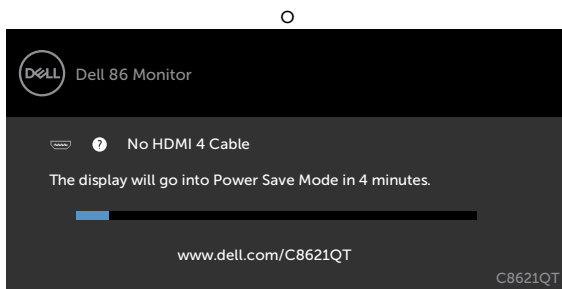 O
DELL
Dell 86 Monitor
? No HDMI 4 Cable
The display will go into Power Save Mode in 4 minutes.
www.dell.com/C8621QT
C8621QT